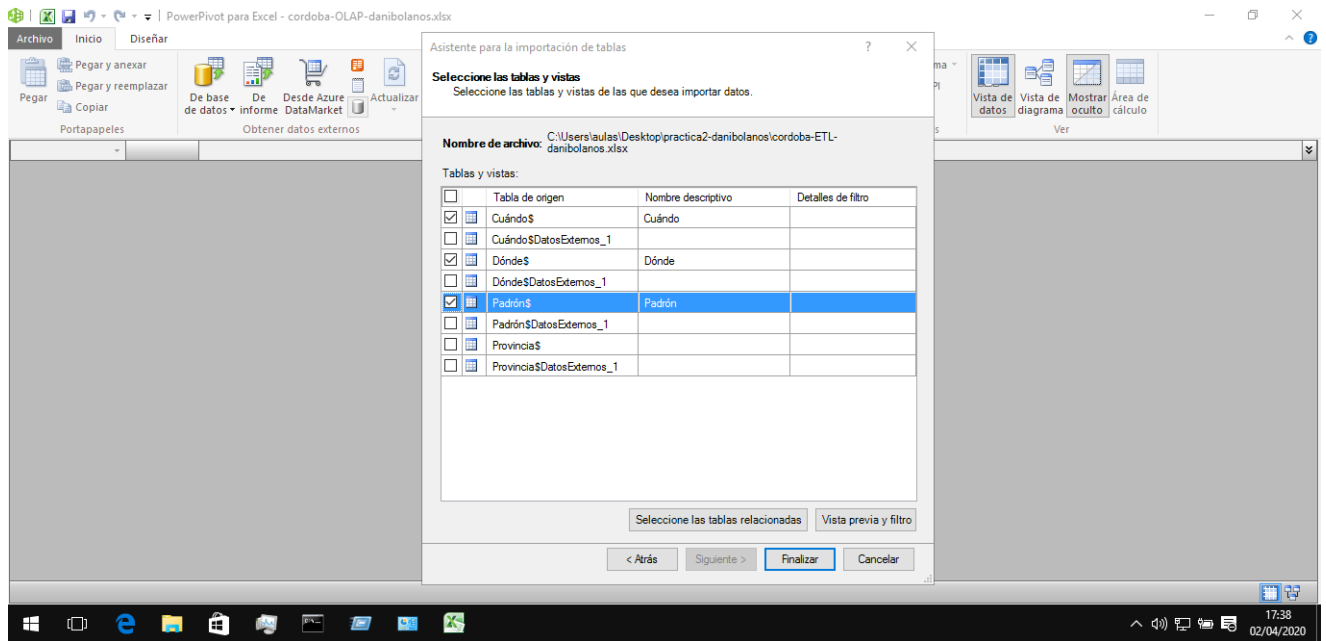 PowerPivot para Excel - cordoba-OLAP-danibolanos.xlsx
Archivo Inicio Diseñar
Pegar
Pegar y anexar
Pegar y reemplazar
Copiar
Portapapeles
De base de datos
De informe
Desde Azure DataMarket
Actualizar
Obtener datos externos
Vista de datos
Vista de diagrama
Mostrar oculto
Área de cálculo
Ver
Asistente para la importación de tablas
Seleccione las tablas y vistas
Seleccione las tablas y vistas de las que desea importar datos.
Nombre de archivo: C:\Users\aulas\Desktop\practica2-danibolanos\cordoba-ETL-
danibolanos.xlsx
Tablas y vistas:
Tabla de origen Nombre descriptivo Detalles de filtro
Cuándo$ Cuándo
Cuándo$DatosExternos_1
Dónde$ Dónde
Dónde$DatosExternos_1
Padrón$ Padrón
Padrón$DatosExternos_1
Provincia$
Provincia$DatosExternos_1
Seleccione las tablas relacionadas Vista previa y filtro
< Atrás Siguiente > Finalizar Cancelar
17:38
02/04/2020